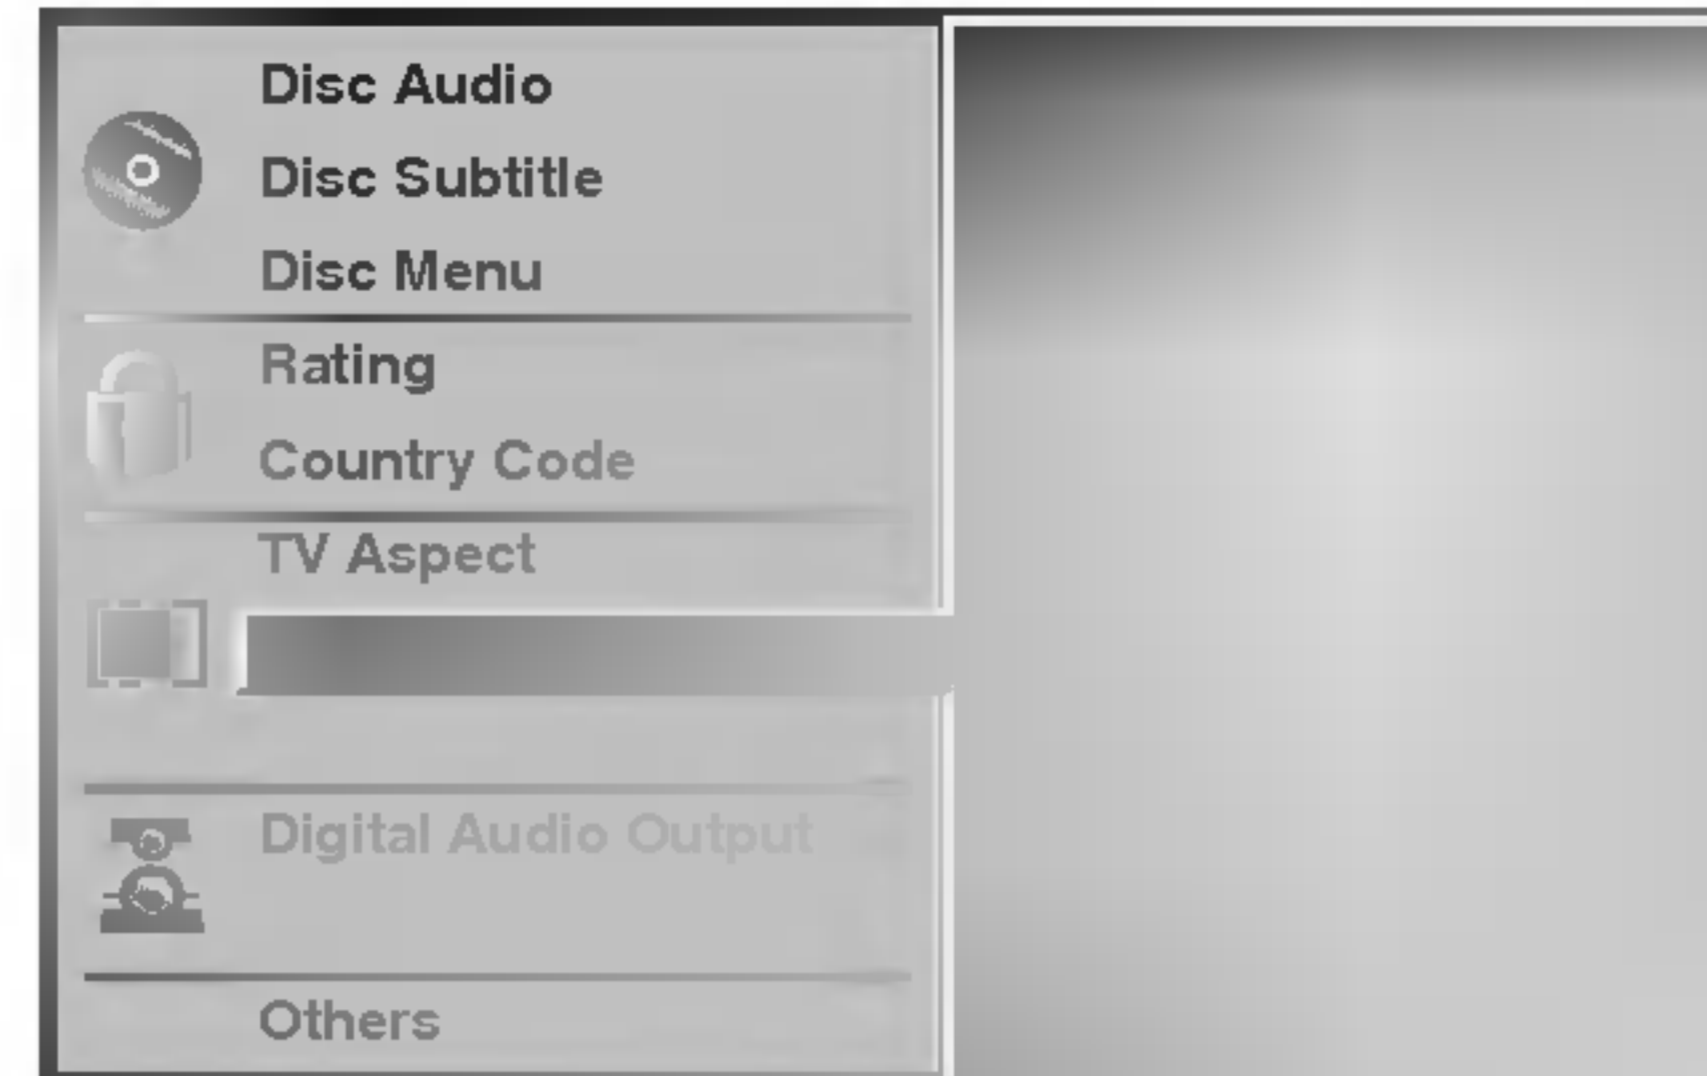 Disc Audio
Disc Subtitle
Disc Menu
Rating
Country Code
TV Aspect
Digital Audio Output
Others